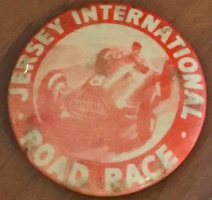 · JERSEY INTERNATIONAL ·
ROAD RACE